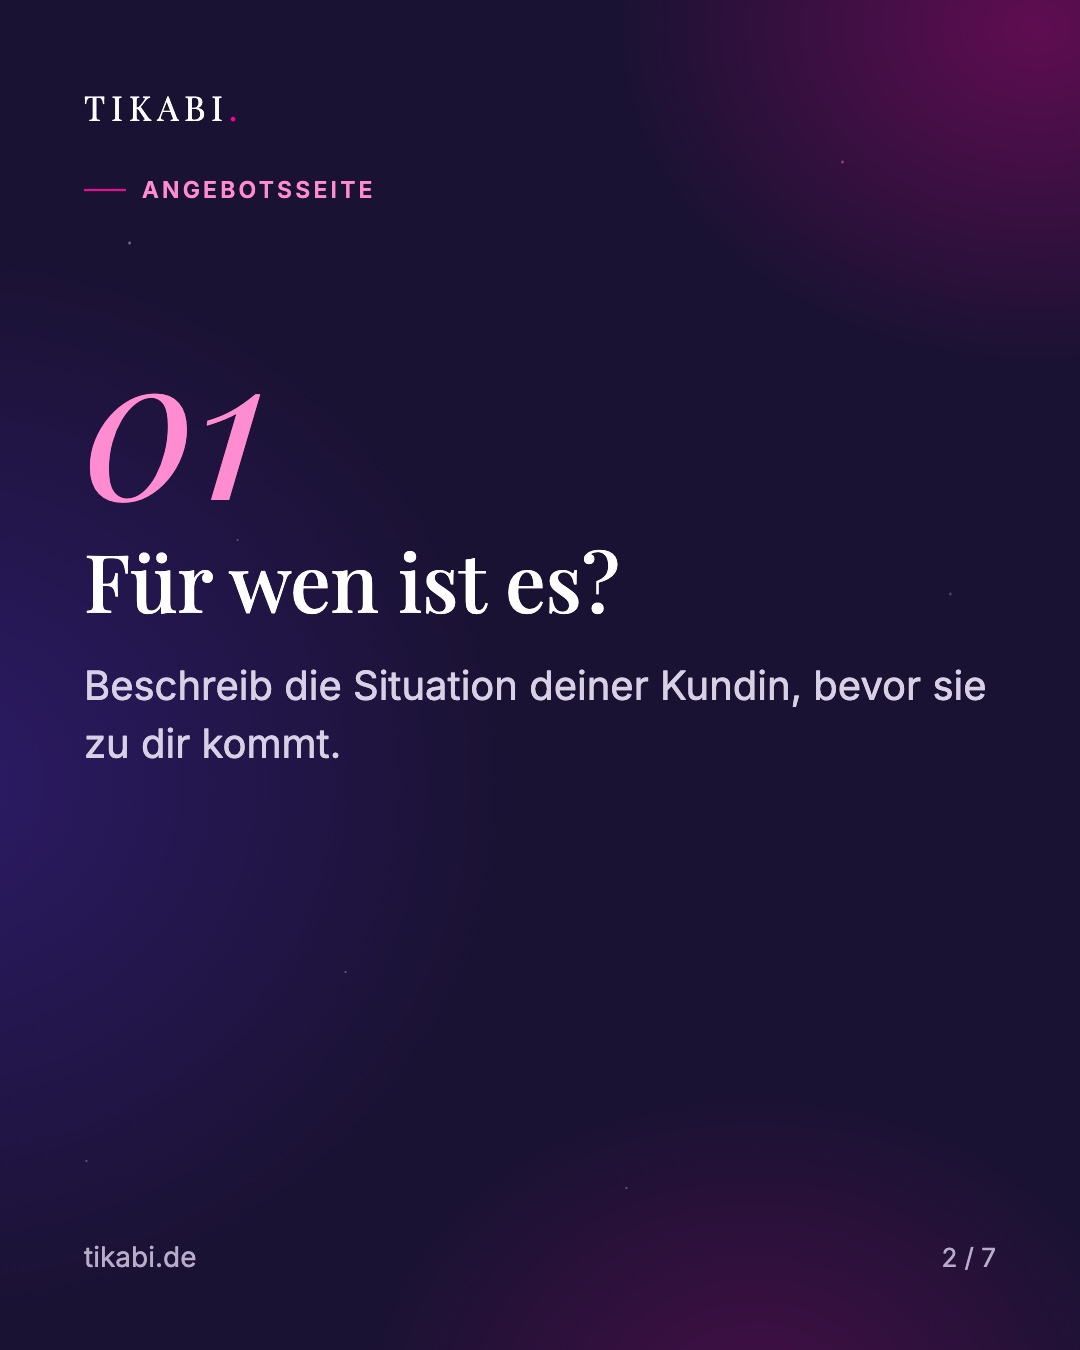 TIKABI.
ANGEBOTSSEITE
01
Für wen ist es?
Beschreib die Situation deiner Kundin, bevor sie
zu dir kommt.
tikabi.de
2 / 7